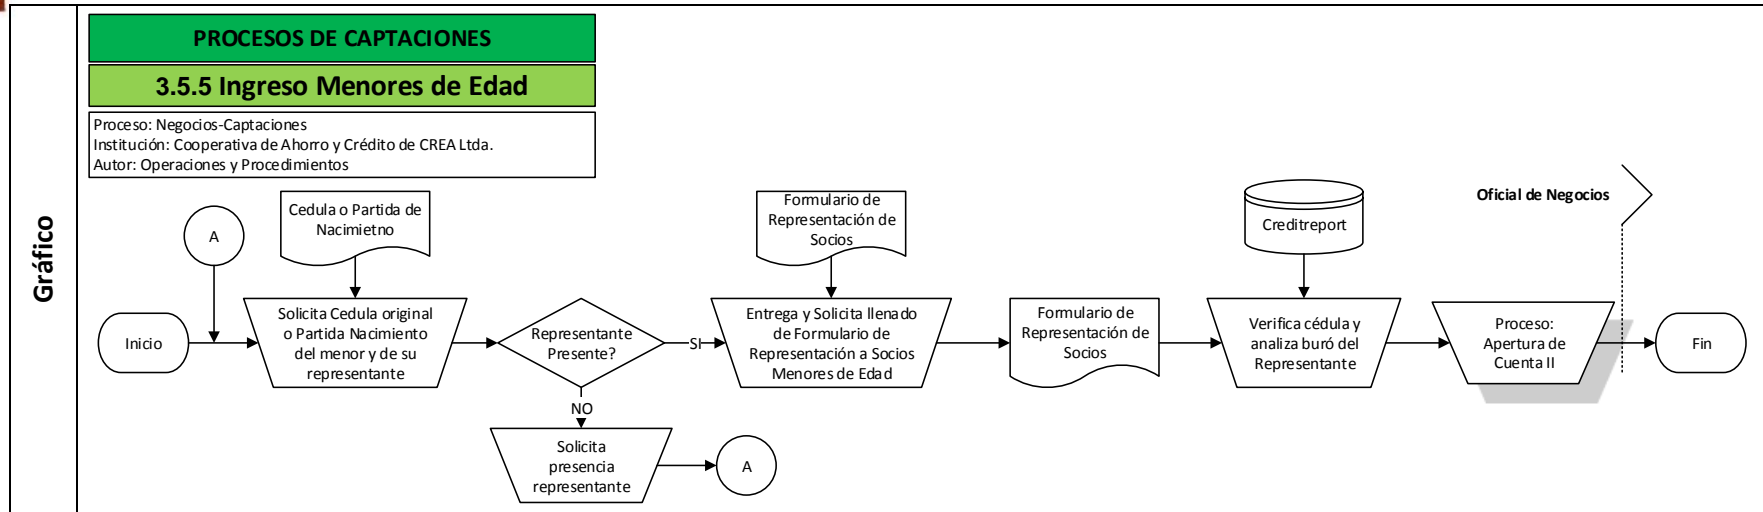 PROCESOS DE CAPTACIONES
3.5.5 Ingreso Menores de Edad
Proceso: Negocios-Captaciones
Institución: Cooperativa de Ahorro y Crédito de CREA Ltda.
Autor: Operaciones y Procedimientos
Gráfico
A
Cedula o Partida de
Nacimietno
Formulario de
Representación de
Socios
Creditreport
Oficial de Negocios
Inicio
Solicita Cedula original
o Partida Nacimiento
del menor y de su
representante
Representante
Presente?
SI
Entrega y Solicita llenado
de Formulario de
Representación a Socios
Menores de Edad
Formulario de
Representación de
Socios
Verifica cédula y
analiza buró del
Representante
Proceso:
Apertura de
Cuenta II
Fin
NO
Solicita
presencia
representante
A